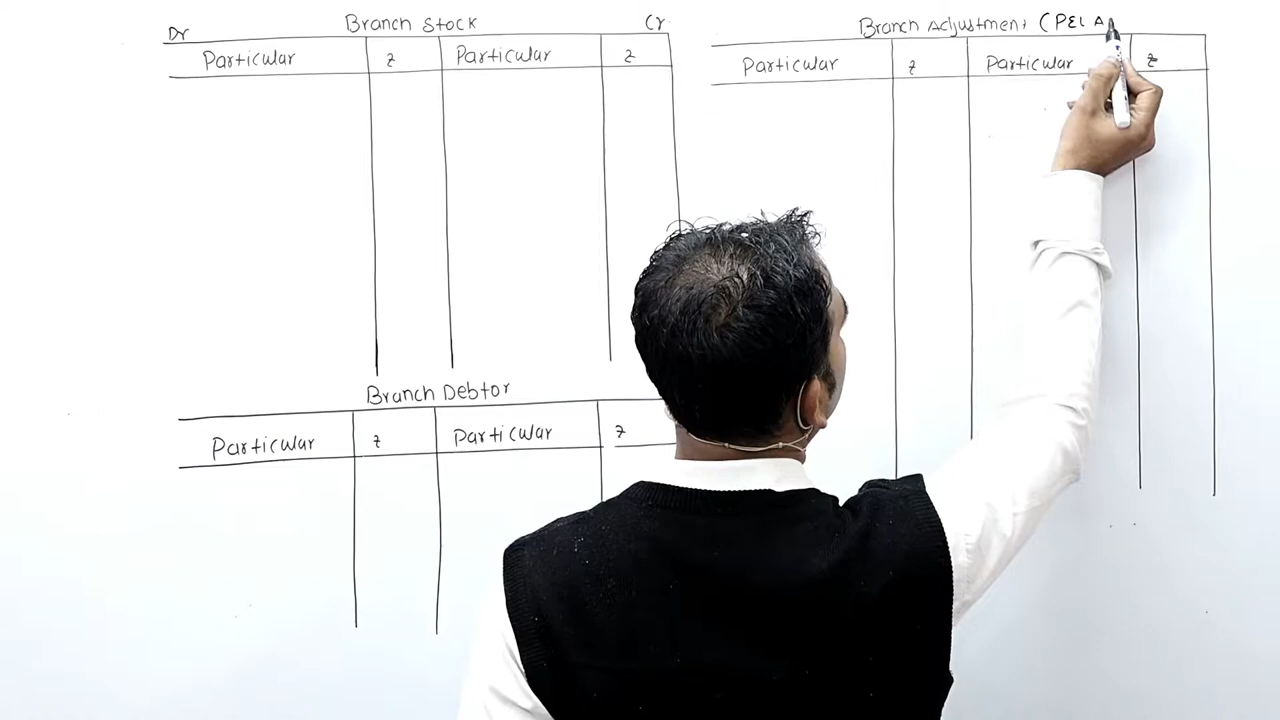 Dr Branch Stock Cr
Particular ₹ Particular ₹
Branch Adjustment (P&L A
Particular ₹ Particular ₹
Branch Debtor
Particular ₹ Particular ₹